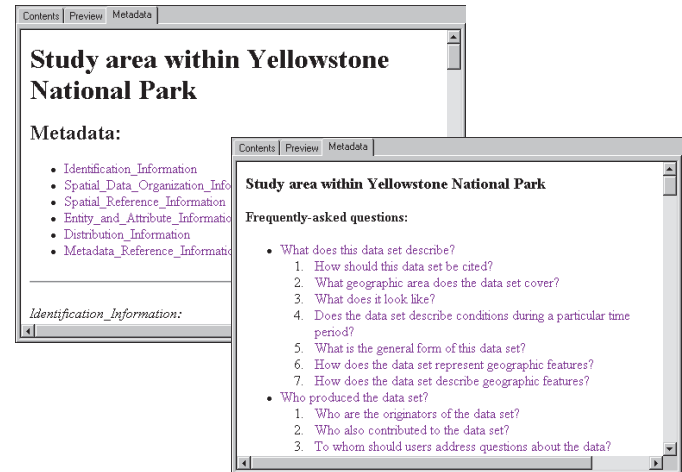 Contents Preview Metadata
Study area within Yellowstone
National Park
Metadata:
• Identification_Information
• Spatial_Data_Organization_Info
• Spatial_Reference_Information
• Entity_and_Attribute_Informatio
• Distribution_Information
• Metadata_Reference_Informatio
Identification_Information:
Contents Preview Metadata
Study area within Yellowstone National Park
Frequently-asked questions:
• What does this data set describe?
1. How should this data set be cited?
2. What geographic area does the data set cover?
3. What does it look like?
4. Does the data set describe conditions during a particular time
period?
5. What is the general form of this data set?
6. How does the data set represent geographic features?
7. How does the data set describe geographic features?
• Who produced the data set?
1. Who are the originators of the data set?
2. Who also contributed to the data set?
3. To whom should users address questions about the data?